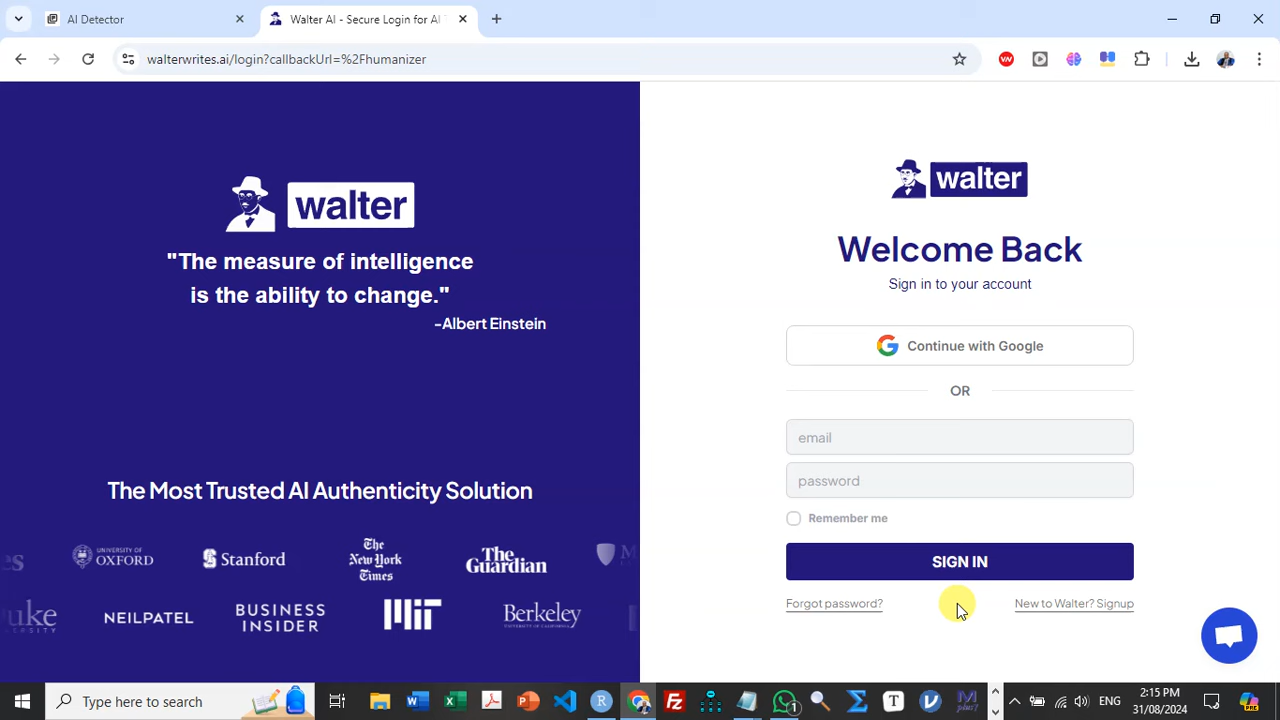 AI Detector
Walter AI - Secure Login for AI
walterwrites.ai/login?callbackUrl=%2Fhumanizer
walter
"The measure of intelligence
is the ability to change."
-Albert Einstein
The Most Trusted AI Authenticity Solution
UNIVERSITY OF
OXFORD
Stanford
The
New York
Times
The
Guardian
NEILPATEL
BUSINESS
INSIDER
MIT
Berkeley
UNIVERSITY OF CALIFORNIA
walter
Welcome Back
Sign in to your account
Continue with Google
OR
email
password
Remember me
SIGN IN
Forgot password?
New to Walter? Signup
Type here to search
ENG
2:15 PM
31/08/2024